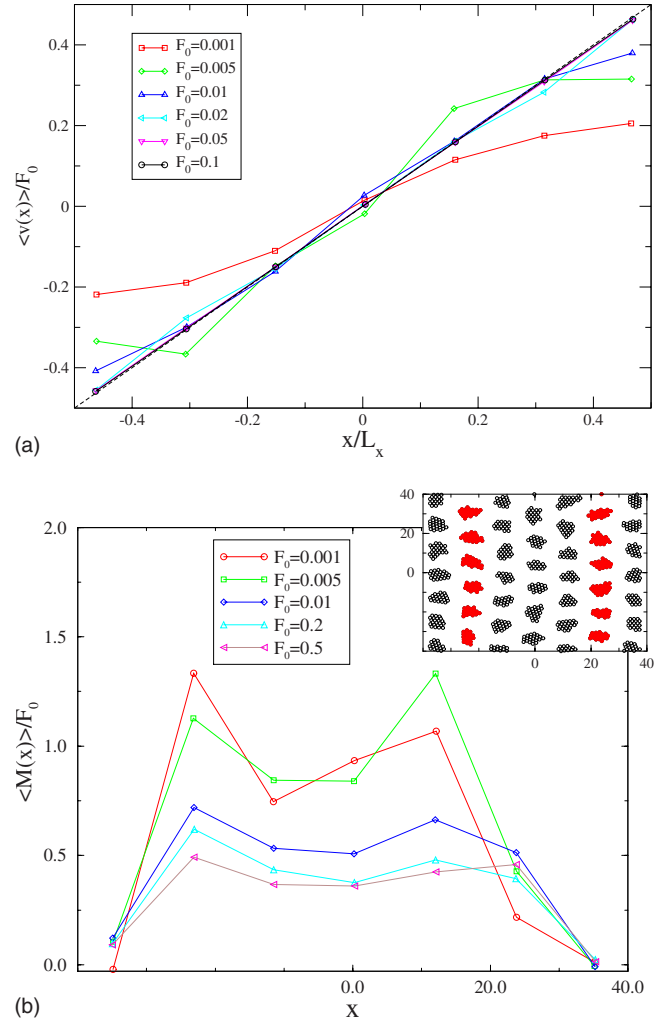 0.4
0.2
0
-0.2
-0.4
<v(x)>/F₀
F₀=0.001
F₀=0.005
F₀=0.01
F₀=0.02
F₀=0.05
F₀=0.1
-0.4 -0.2 0 0.2 0.4
x/Lₓ
(a)
40
20
0
-20 0 20 40
2.0
1.5
1.0
0.5
0.0
<M(x)>/F₀
F₀=0.001
F₀=0.005
F₀=0.01
F₀=0.2
F₀=0.5
0.0 20.0 40.0
x
(b)